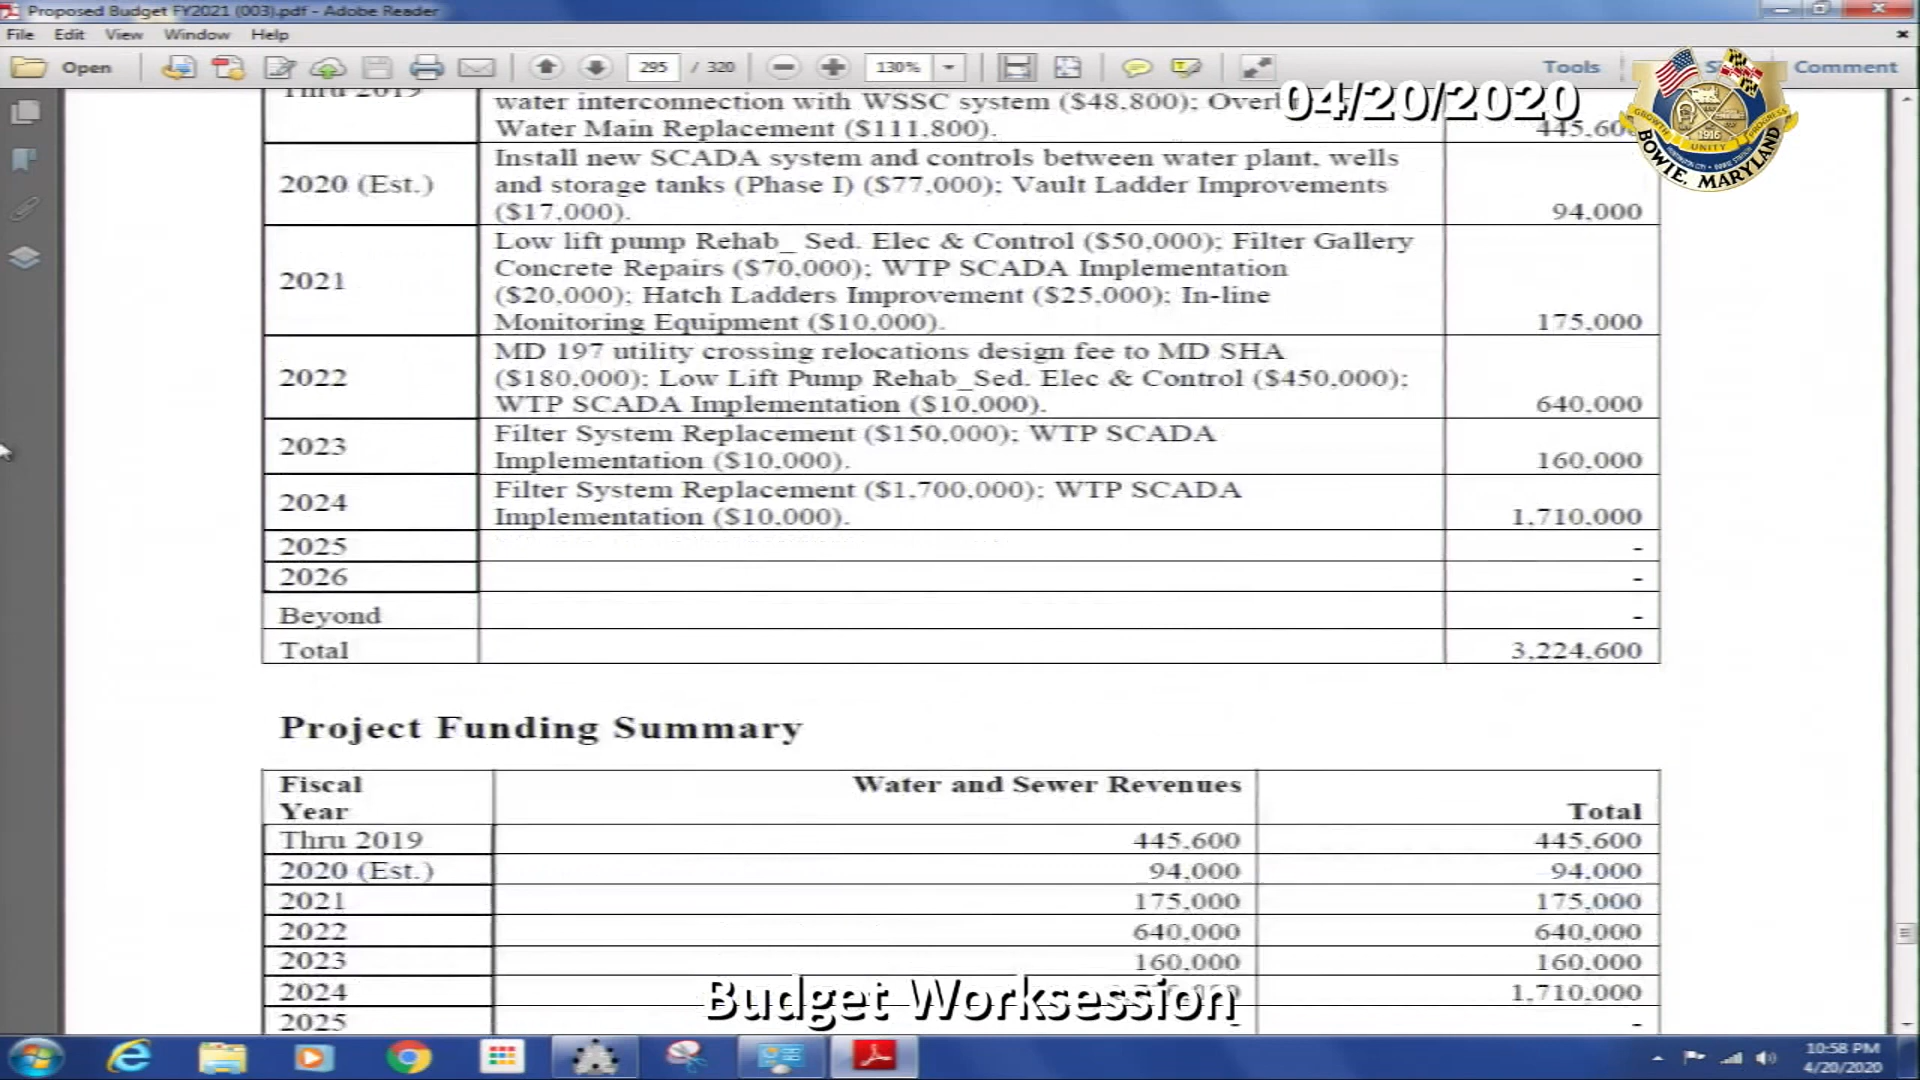 Proposed Budget FY2021 (003).pdf - Adobe Reader
File Edit View Window Help
Open 295 / 320 130% Tools Comment
04/20/2020
Thru 2019
water interconnection with WSSC system ($48,800);
Water Main Replacement ($111,800).
UNITY
1916
BOWIE, MARYLAND
2020 (Est.)
Install new SCADA system and controls between water plant, wells
and storage tanks (Phase I) ($77,000); Vault Ladder Improvements
($17,000).
94,000
2021
Low lift pump Rehab_ Sed. Elec & Control ($50,000); Filter Gallery
Concrete Repairs ($70,000); WTP SCADA Implementation
($20,000); Hatch Ladders Improvement ($25,000); In-line
Monitoring Equipment ($10,000).
175,000
2022
MD 197 utility crossing relocations design fee to MD SHA
($180,000); Low Lift Pump Rehab_Sed. Elec & Control ($450,000);
WTP SCADA Implementation ($10,000).
640,000
2023
Filter System Replacement ($150,000); WTP SCADA
Implementation ($10,000).
160,000
2024
Filter System Replacement ($1,700,000); WTP SCADA
Implementation ($10,000).
1,710,000
2025 -
2026 -
Beyond -
Total 3,224,600
Project Funding Summary
Fiscal Year Water and Sewer Revenues Total
Thru 2019 445,600 445,600
2020 (Est.) 94,000 94,000
2021 175,000 175,000
2022 640,000 640,000
2023 160,000 160,000
2024 1,710,000
2025 -
Budget Worksession
10:58 PM
4/20/2020